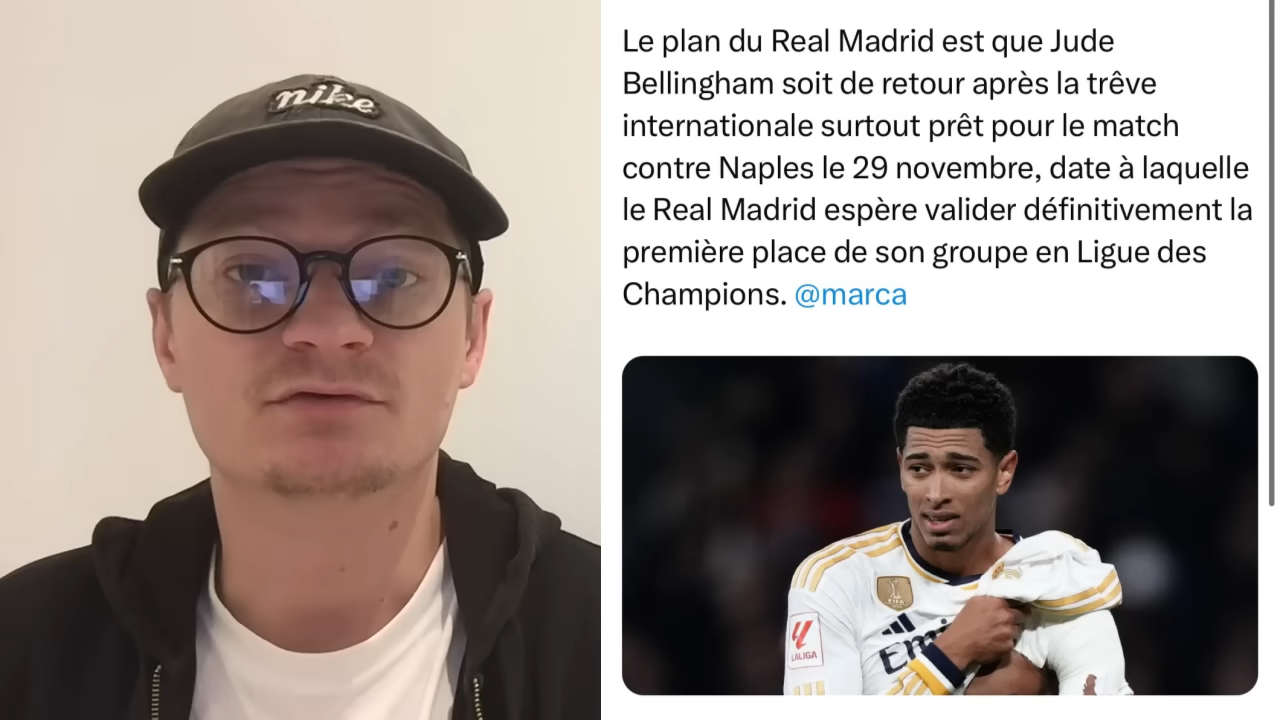 nike
Le plan du Real Madrid est que Jude
Bellingham soit de retour après la trêve
internationale surtout prêt pour le match
contre Naples le 29 novembre, date à laquelle
le Real Madrid espère valider définitivement la
première place de son groupe en Ligue des
Champions. @marca
FIFA
LALIGA